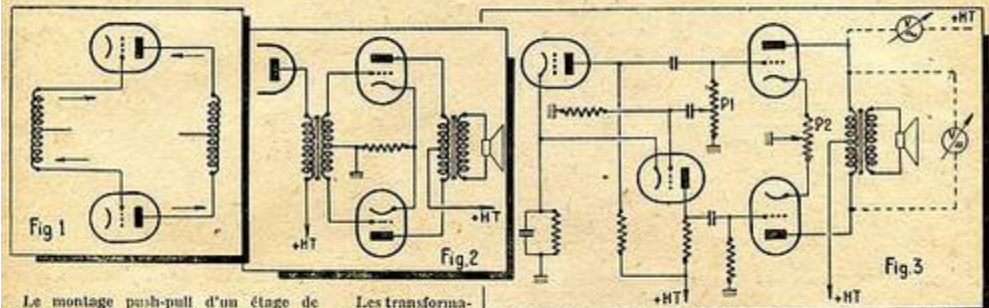 Fig 1
+HT
+HT
Fig.2
P1
P2
V
+HT
V
+HT
+HT
Fig.3
Le montage push-pull d'un étage de
Les transforma-